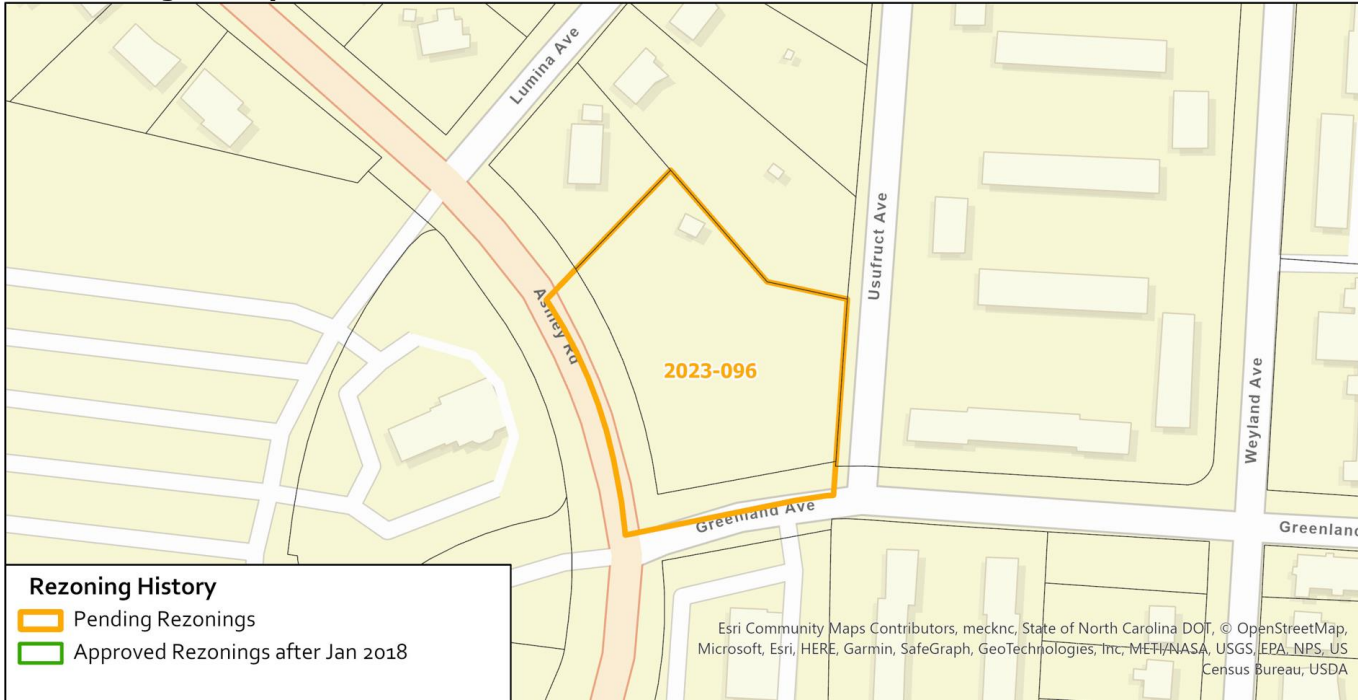 Lumina Ave
Usufruct Ave
Ashley Rd
2023-096
Weyland Ave
Greenland Ave
Greenland
Rezoning History
Pending Rezonings
Approved Rezonings after Jan 2018
Esri Community Maps Contributors, mecknc, State of North Carolina DOT, © OpenStreetMap,
Microsoft, Esri, HERE, Garmin, SafeGraph, GeoTechnologies, Inc, METI/NASA, USGS, EPA, NPS, US
Census Bureau, USDA